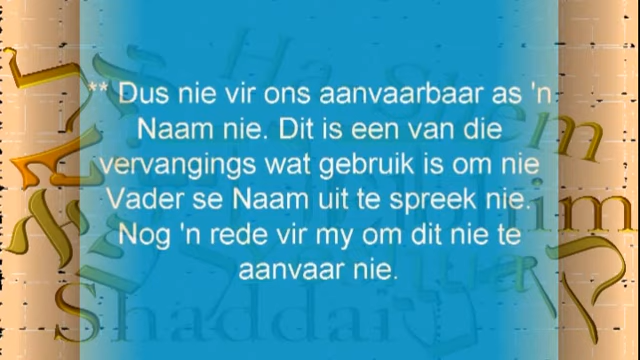 ** Dus nie vir ons aanvaarbaar as 'n
Naam nie. Dit is een van die
vervangings wat gebruik is om nie
Vader se Naam uit te spreek nie.
Nog 'n rede vir my om dit nie te
aanvaar nie.
Shaddai